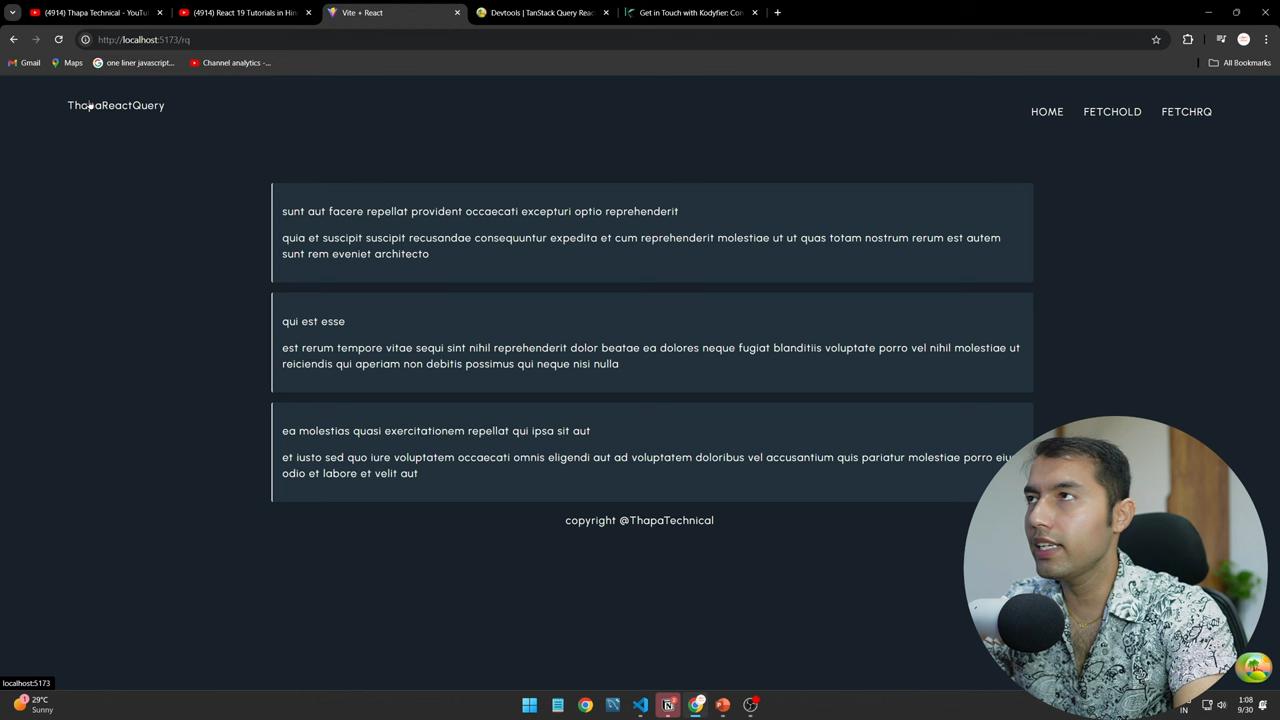 (4914) Thapa Technical - YouTu
(4914) React 19 Tutorials in Hin
Vite + React
Devtools | TanStack Query Reac
Get in Touch with Kodyfier: Con
http://localhost:5173/rq
Gmail
Maps
one liner javascript...
Channel analytics -...
All Bookmarks
ThapaReactQuery
HOME
FETCHOLD
FETCHRQ
sunt aut facere repellat provident occaecati excepturi optio reprehenderit
quia et suscipit suscipit recusandae consequuntur expedita et cum reprehenderit molestiae ut ut quas totam nostrum rerum est autem
sunt rem eveniet architecto
qui est esse
est rerum tempore vitae sequi sint nihil reprehenderit dolor beatae ea dolores neque fugiat blanditiis voluptate porro vel nihil molestiae ut
reiciendis qui aperiam non debitis possimus qui neque nisi nulla
ea molestias quasi exercitationem repellat qui ipsa sit aut
et iusto sed quo iure voluptatem occaecati omnis eligendi aut ad voluptatem doloribus vel accusantium quis pariatur molestiae porro eiu
odio et labore et velit aut
copyright @ThapaTechnical
localhost:5173
1
29°C
Sunny
IN
1:08
9/30